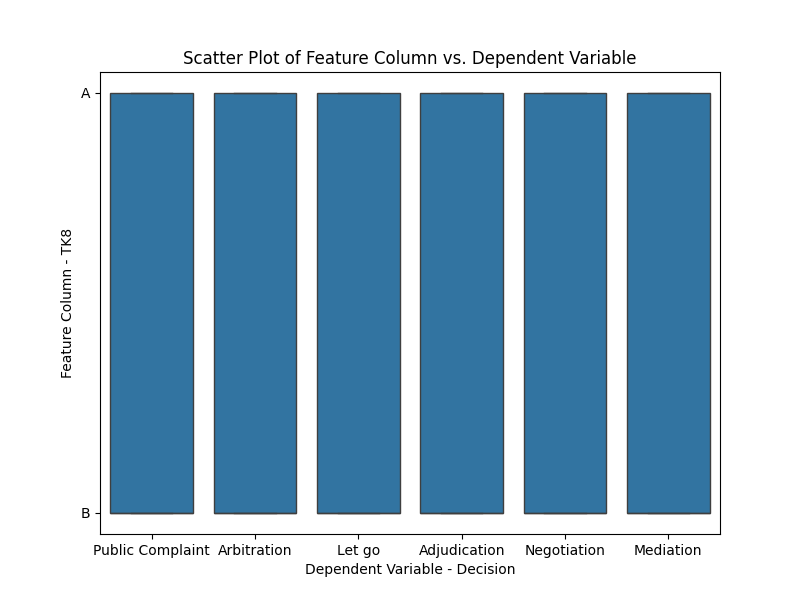 Scatter Plot of Feature Column vs. Dependent Variable
A
Feature Column - TK8
B
Public Complaint Arbitration Let go Adjudication Negotiation Mediation
Dependent Variable - Decision